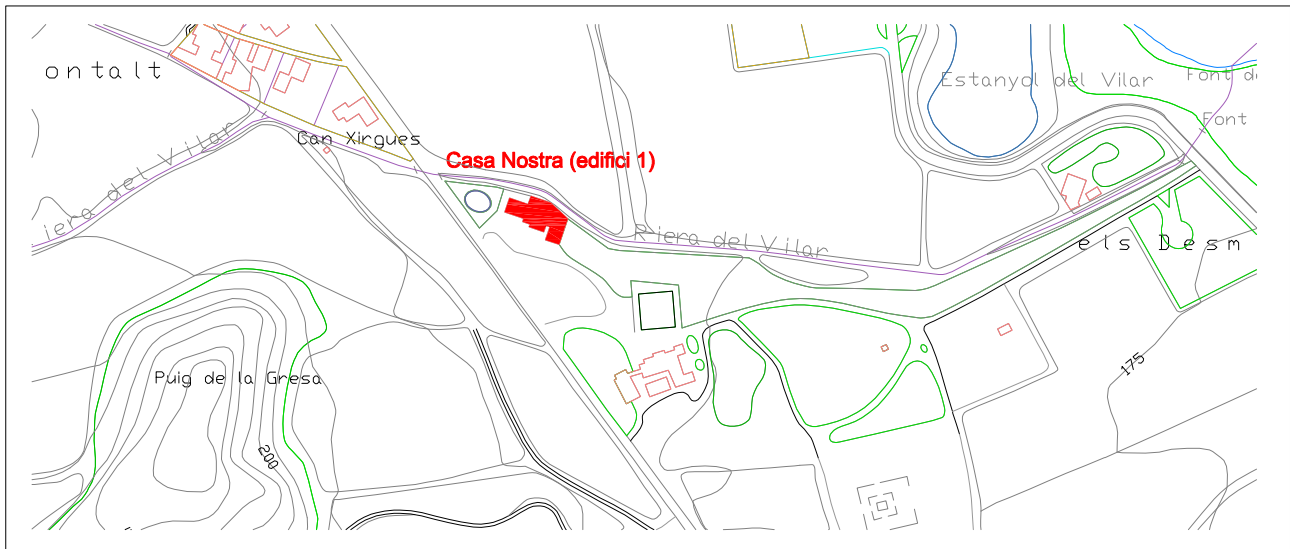 ontalt
Estanyol del Vilar
Font d
Font
Can Xirgues
iera del Vilar
Casa Nostra (edifici 1)
Riera del Vilar
els Desm
175
Puig de la Gresa
200